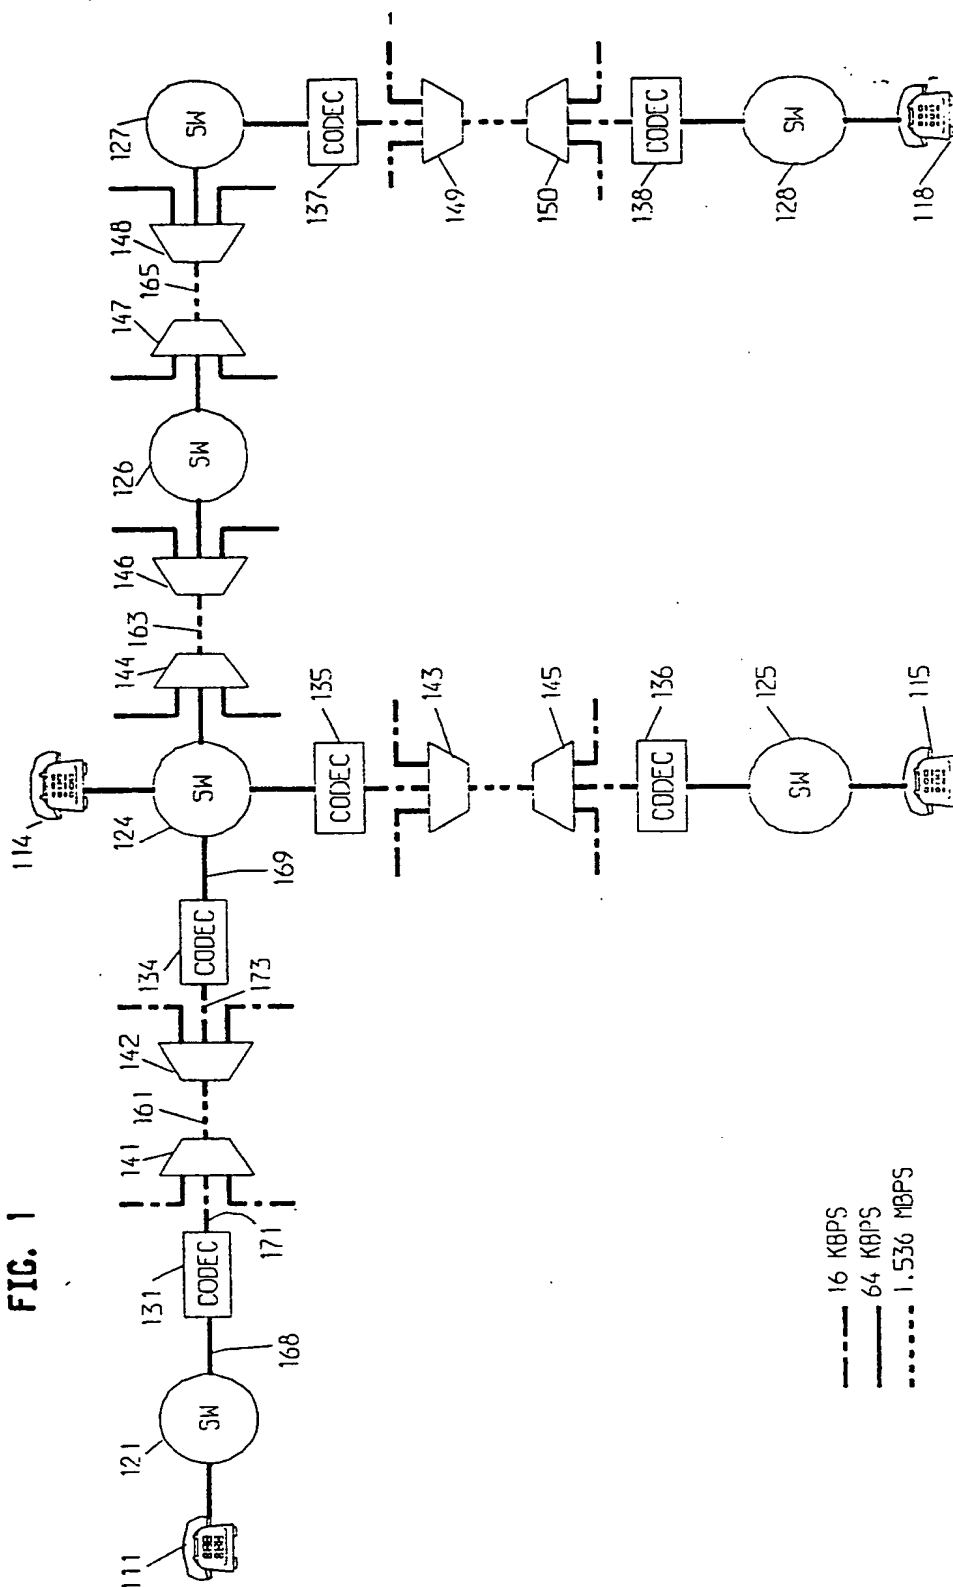 FIG. 1
114
124
SW
144
163
146
126
SW
147
165
148
127
SW
111
121
SW
168
131
CODEC
171
141
161
142
173
134
CODEC
169
CODEC
135
143
145
CODEC
136
SW
125
115
CODEC
137
1
149
150
CODEC
138
SW
128
118
16 KBPS
64 KBPS
1.536 MBPS